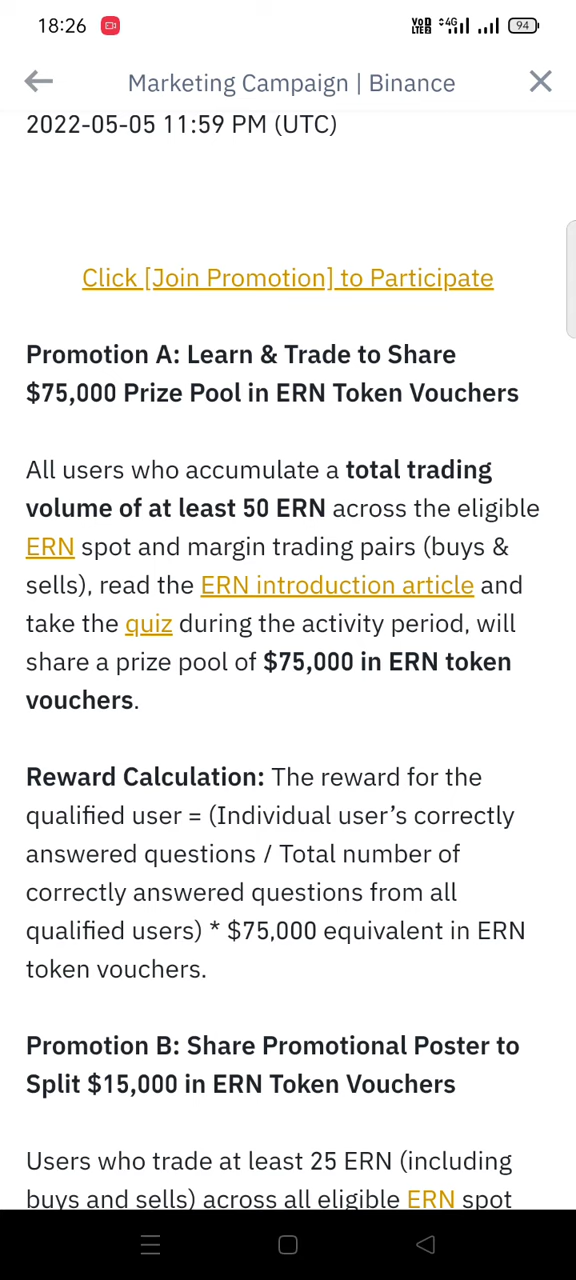 18:26
VoD LTE2 4G 94
Marketing Campaign | Binance
2022-05-05 11:59 PM (UTC)
Click [Join Promotion] to Participate
Promotion A: Learn & Trade to Share
$75,000 Prize Pool in ERN Token Vouchers
All users who accumulate a total trading
volume of at least 50 ERN across the eligible
ERN spot and margin trading pairs (buys &
sells), read the ERN introduction article and
take the quiz during the activity period, will
share a prize pool of $75,000 in ERN token
vouchers.
Reward Calculation: The reward for the
qualified user = (Individual user’s correctly
answered questions / Total number of
correctly answered questions from all
qualified users) * $75,000 equivalent in ERN
token vouchers.
Promotion B: Share Promotional Poster to
Split $15,000 in ERN Token Vouchers
Users who trade at least 25 ERN (including
buys and sells) across all eligible ERN spot